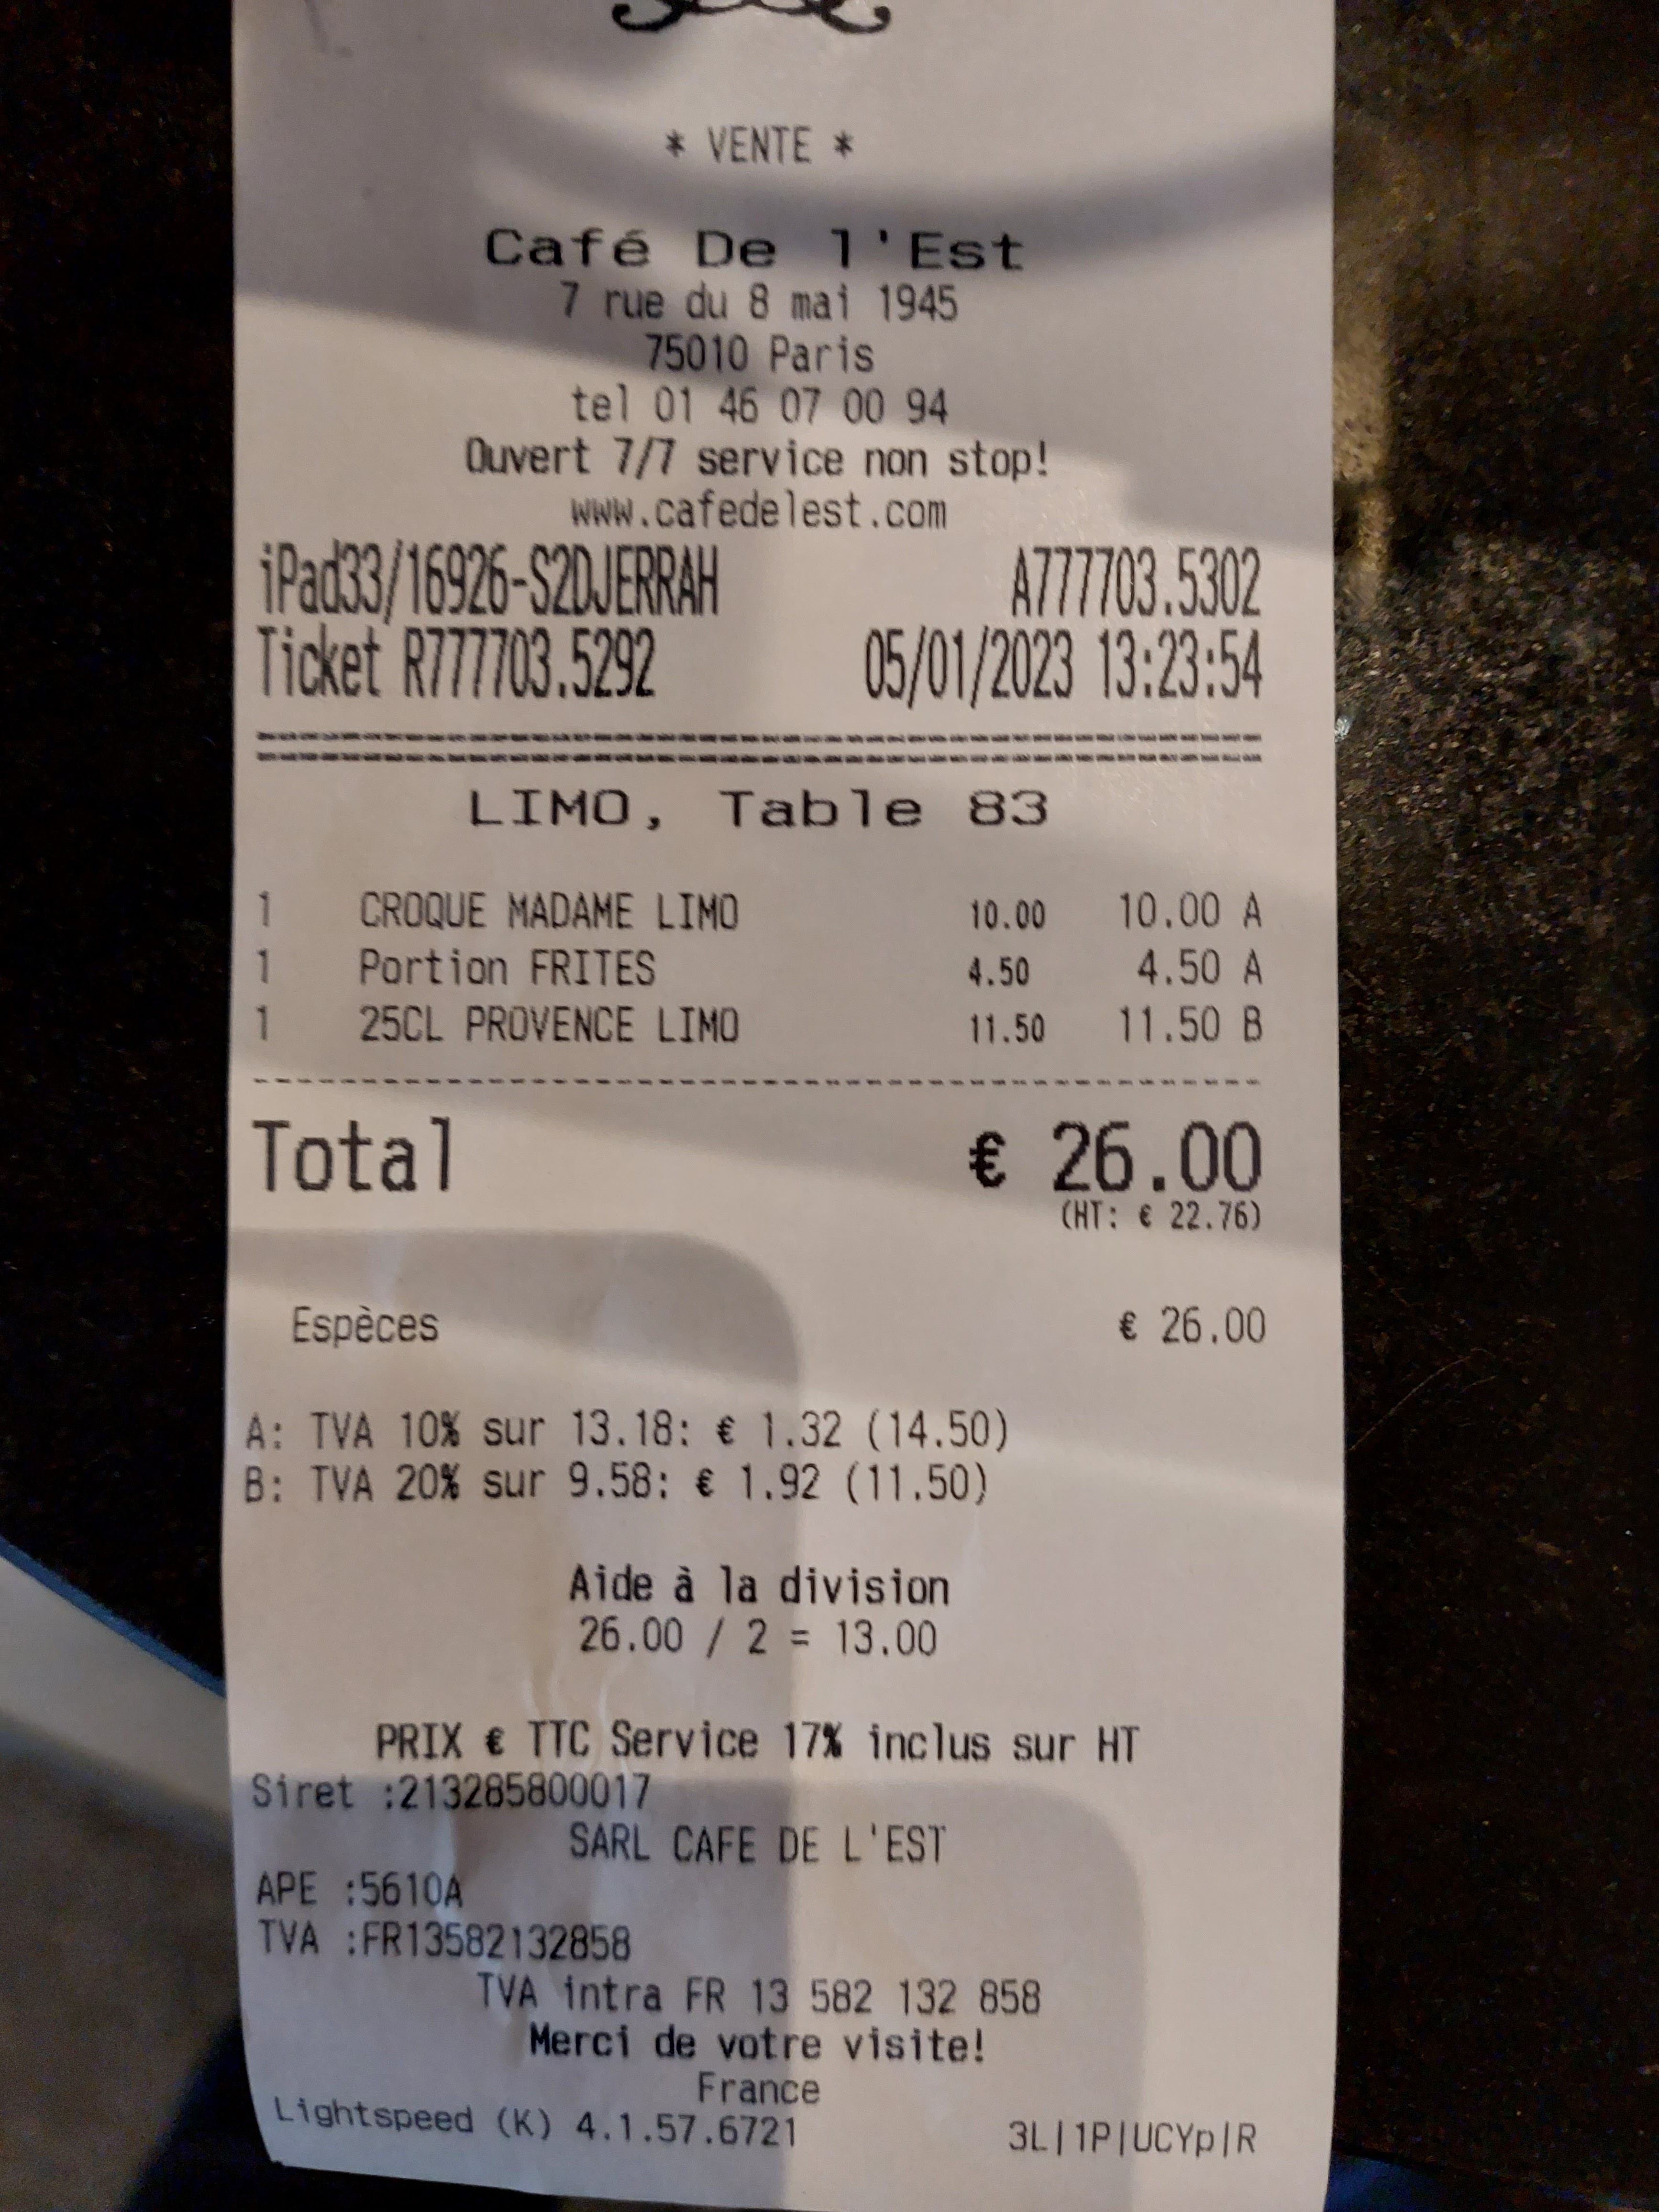 * VENTE *
Café De l'Est
7 rue du 8 mai 1945
75010 Paris
tel 01 46 07 00 94
Ouvert 7/7 service non stop!
www.cafedelest.com
iPad33/16926-S2DJERRAH A777703.5302
Ticket R777703.5292 05/01/2023 13:23:54
LIMO, Table 83
1 CROQUE MADAME LIMO 10.00 10.00 A
1 Portion FRITES 4.50 4.50 A
1 25CL PROVENCE LIMO 11.50 11.50 B
Total € 26.00
(HT: € 22.76)
Espèces € 26.00
A: TVA 10% sur 13.18: € 1.32 (14.50)
B: TVA 20% sur 9.58: € 1.92 (11.50)
Aide à la division
26.00 / 2 = 13.00
PRIX € TTC Service 17% inclus sur HT
Siret :213285800017
SARL CAFE DE L'EST
APE :5610A
TVA :FR13582132858
TVA intra FR 13 582 132 858
Merci de votre visite!
France
Lightspeed (K) 4.1.57.6721 3L|1P|UCYp|R